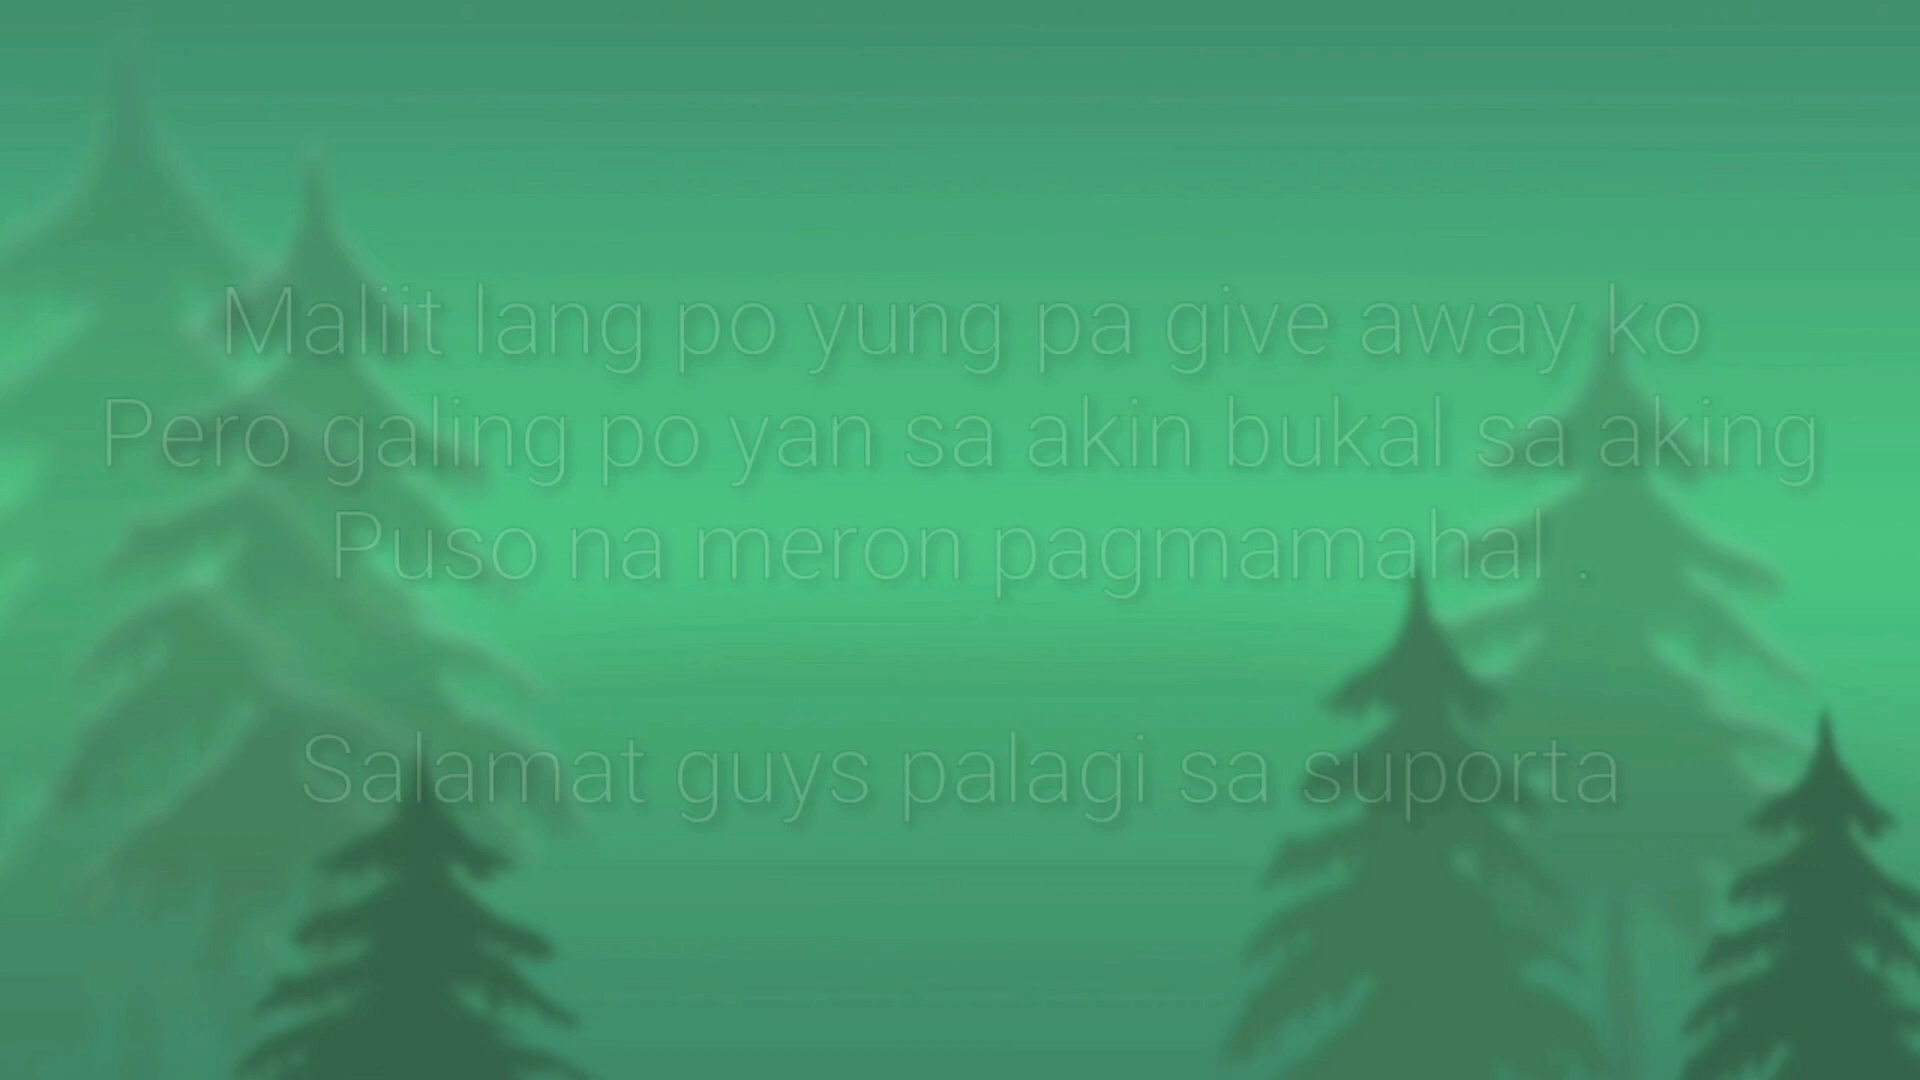 Maliit lang po yung pa give away ko
Pero galing po yan sa akin bukal sa aking
Puso na meron pagmamahal .
Salamat guys palagi sa suporta